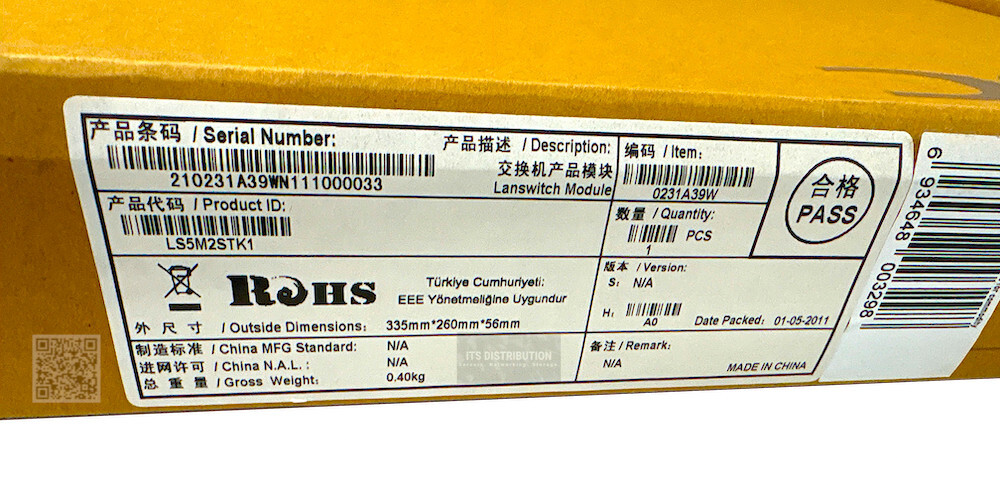 产品条码 / Serial Number:
210231A39WN111000033
产品描述 / Description:
交换机产品模块
Lanswitch Module
编码 / Item:
0231A39W
合格
PASS
产品代码 / Product ID:
LS5M2STK1
数量 / Quantity:
1 PCS
RoHS
Türkiye Cumhuriyeti:
EEE Yönetmeliğine Uygundur
外 尺 寸 / Outside Dimensions: 335mm*260mm*56mm
版本 / Version:
S: N/A
H: A0
Date Packed: 01-05-2011
制造标准 / China MFG Standard: N/A
进网许可 / China N.A.L.: N/A
总 重 量 / Gross Weight: 0.40kg
备注 / Remark:
N/A
MADE IN CHINA
ITS DISTRIBUTION
6 934648 003298